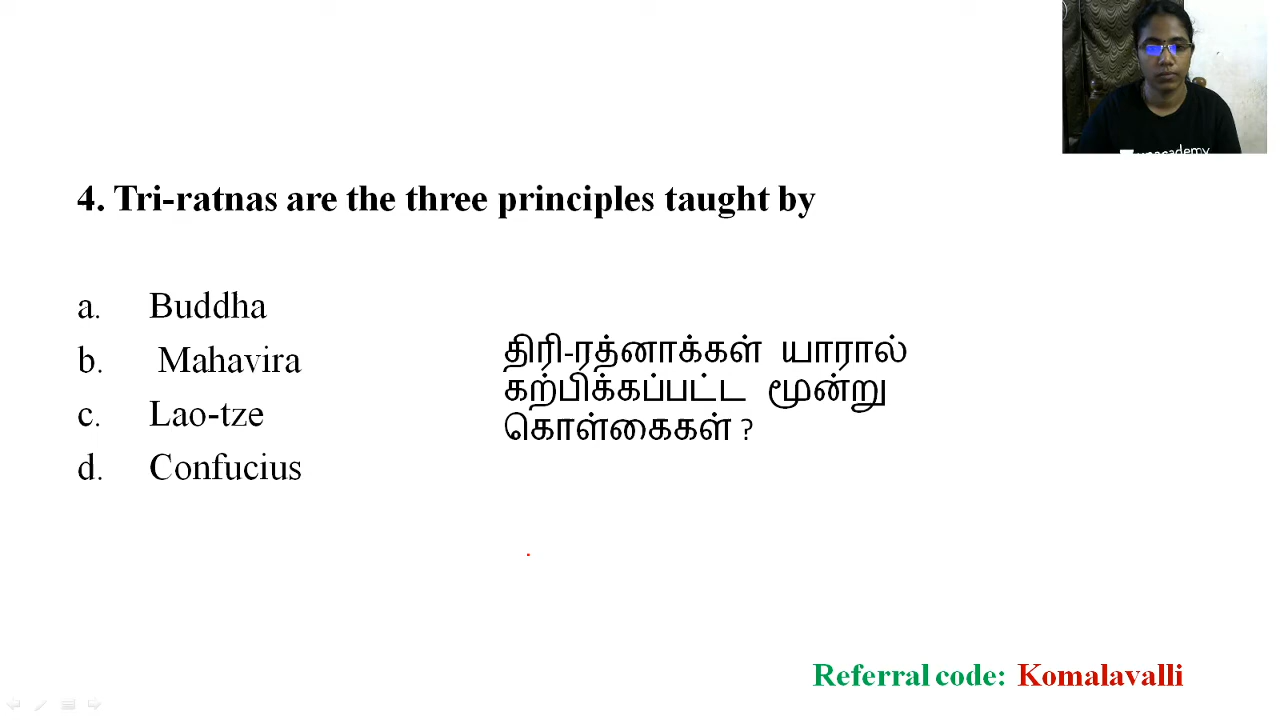 4. Tri-ratnas are the three principles taught by
a. Buddha
b. Mahavira
c. Lao-tze
d. Confucius
திரி-ரத்னாக்கள் யாரால்
கற்பிக்கப்பட்ட மூன்று
கொள்கைகள் ?
Referral code: Komalavalli